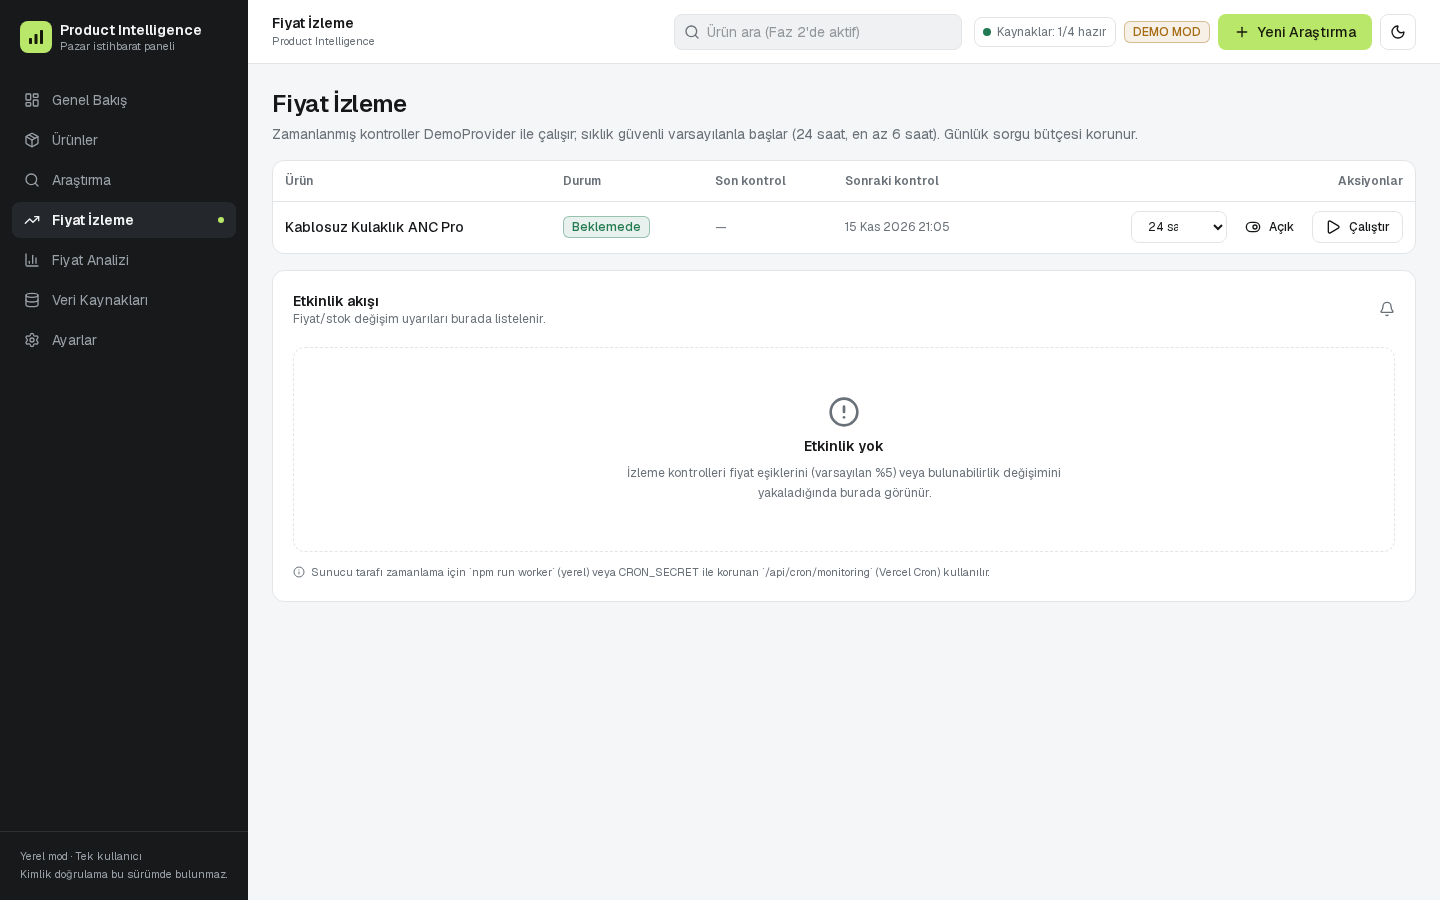 Product Intelligence
Pazar istihbarat paneli
Genel Bakış
Ürünler
Araştırma
Fiyat İzleme
Fiyat Analizi
Veri Kaynakları
Ayarlar
Yerel mod · Tek kullanıcı
Kimlik doğrulama bu sürümde bulunmaz.
Fiyat İzleme
Product Intelligence
Ürün ara (Faz 2'de aktif)
Kaynaklar: 1/4 hazır
DEMO MOD
Yeni Araştırma
Fiyat İzleme
Zamanlanmış kontroller DemoProvider ile çalışır; sıklık güvenli varsayılanla başlar (24 saat, en az 6 saat). Günlük sorgu bütçesi korunur.
Ürün Durum Son kontrol Sonraki kontrol Aksiyonlar
Kablosuz Kulaklık ANC Pro Beklemede — 15 Kas 2026 21:05 24 sa Açık Çalıştır
Etkinlik akışı
Fiyat/stok değişim uyarıları burada listelenir.
Etkinlik yok
İzleme kontrolleri fiyat eşiklerini (varsayılan %5) veya bulunabilirlik değişimini
yakaladığında burada görünür.
Sunucu tarafı zamanlama için `npm run worker` (yerel) veya CRON_SECRET ile korunan `/api/cron/monitoring` (Vercel Cron) kullanılır.